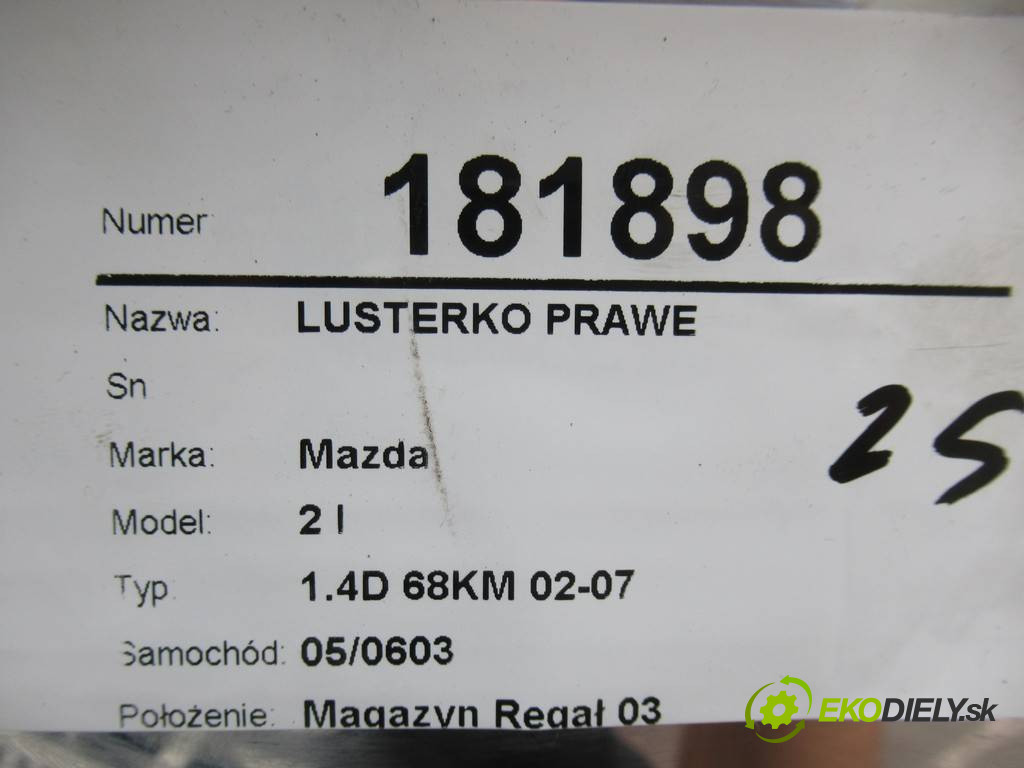 Numer 181898
Nazwa: LUSTERKO PRAWE
Sn
25
Marka: Mazda
Model: 2 I
Typ 1.4D 68KM 02-07
Samochód: 05/0603
Położenie: Magazyn Regał 03
EKODIELY.sk